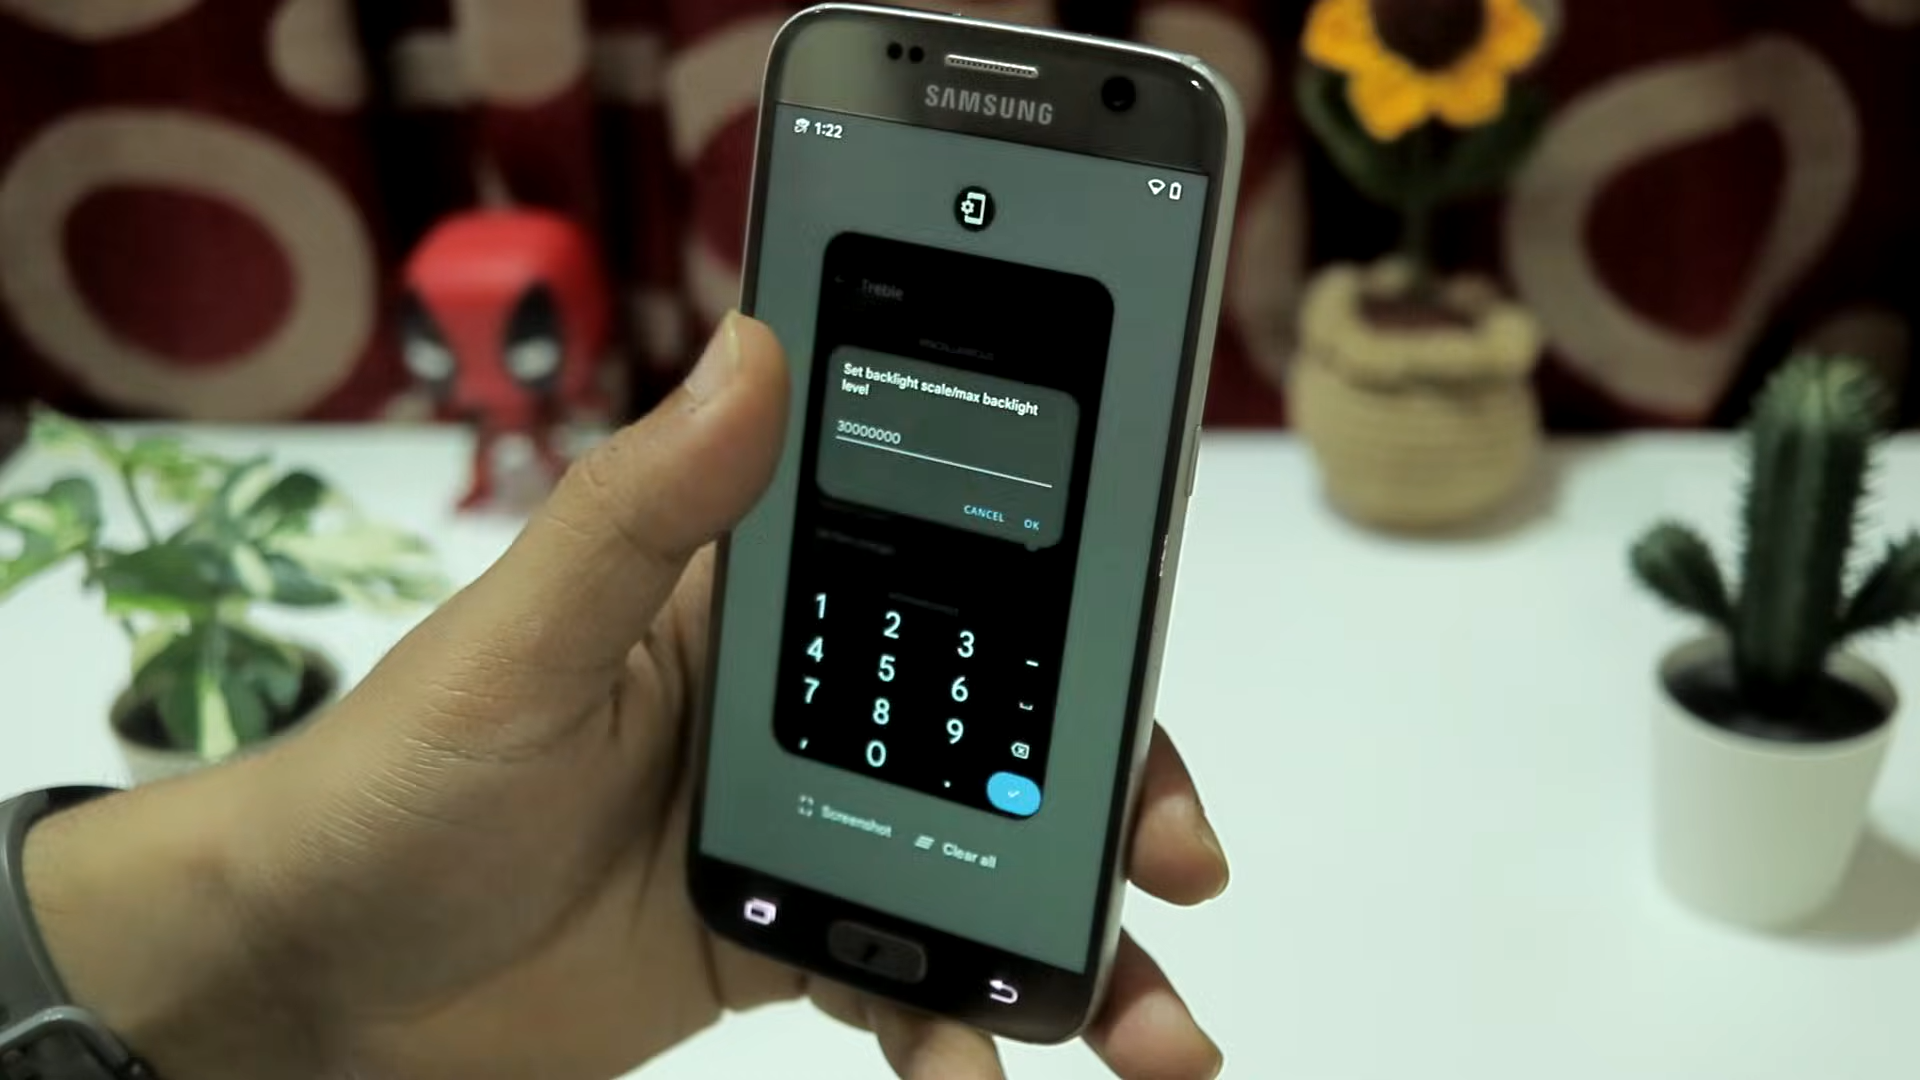 SAMSUNG
1:22
Treble
Set backlight scale/max backlight
level
30000000
CANCEL OK
1 2 3 -
4 5 6
7 8 9
, 0 .
Screenshot Clear all